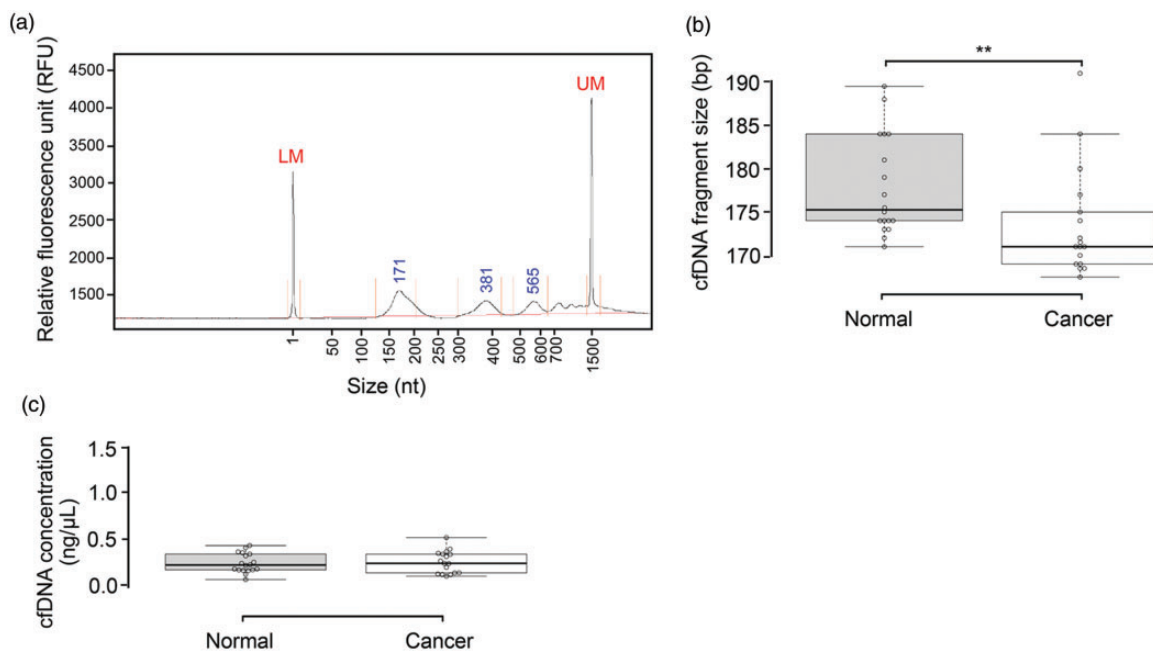 (a)
Relative fluorescence unit (RFU)
4500
4000
3500
3000
2500
2000
1500
LM
UM
171
381
565
1
50
100
150
200
250
300
400
500
600
700
1500
Size (nt)
(b)
**
cfDNA fragment size (bp)
190
185
180
175
170
Normal
Cancer
(c)
cfDNA concentration
(ng/μL)
1.5
1.0
0.5
0.0
Normal
Cancer